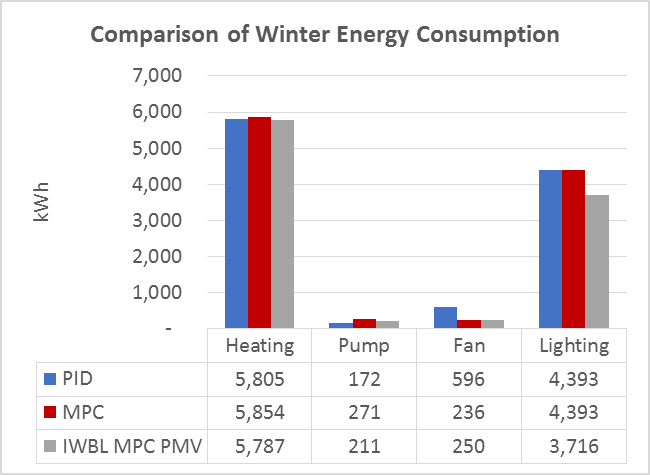 Comparison of Winter Energy Consumption
7,000
6,000
5,000
4,000
3,000
2,000
1,000
-
kWh
Heating Pump Fan Lighting
PID 5,805 172 596 4,393
MPC 5,854 271 236 4,393
IWBL MPC PMV 5,787 211 250 3,716